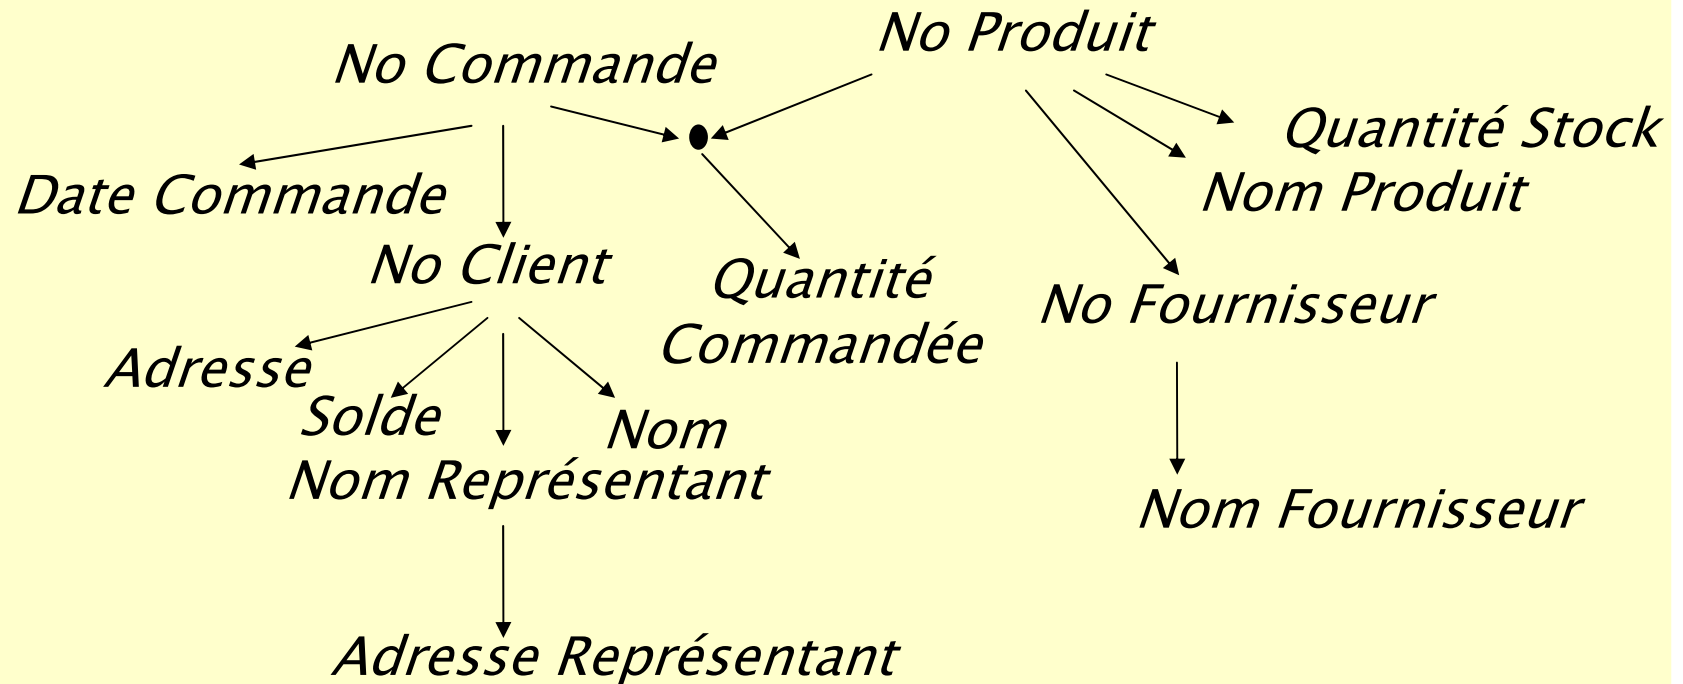 No Produit
No Commande
Quantité Stock
Date Commande
Nom Produit
No Client
Quantité
Commandée
No Fournisseur
Adresse
Solde
Nom
Nom Représentant
Nom Fournisseur
Adresse Représentant